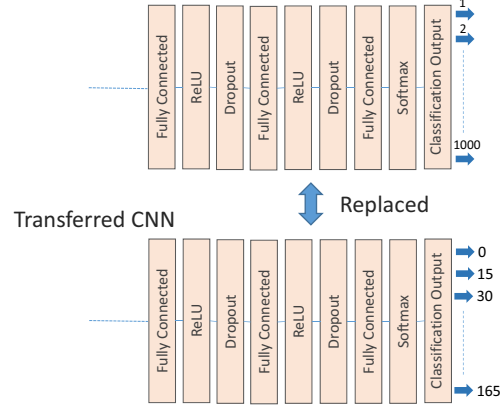 1
2
Fully Connected
ReLU
Dropout
Fully Connected
ReLU
Dropout
Fully Connected
Softmax
Classification Output
1000
Replaced
Transferred CNN
0
15
30
Fully Connected
ReLU
Dropout
Fully Connected
ReLU
Dropout
Fully Connected
Softmax
Classification Output
165